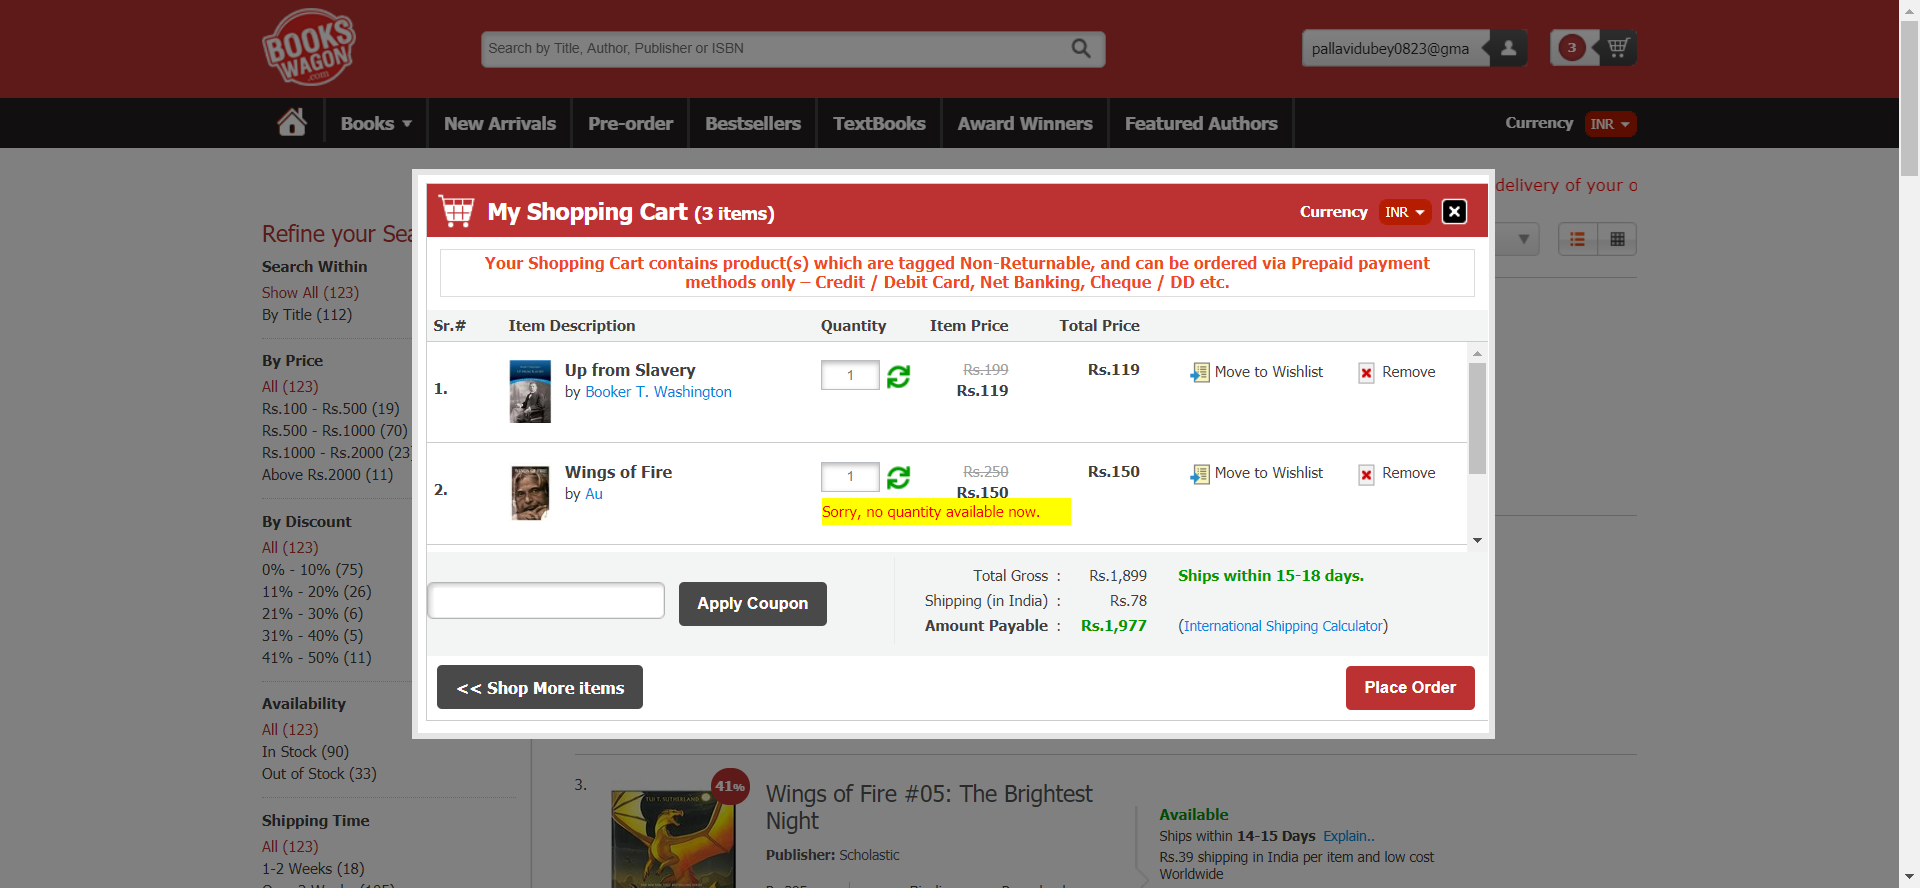 BOOKS
WAGON
.com
Search by Title, Author, Publisher or ISBN
pallavidubey0823@gma
3
Books
New Arrivals
Pre-order
Bestsellers
TextBooks
Award Winners
Featured Authors
Currency
INR
delivery of your o
My Shopping Cart (3 items)
Currency
INR
Your Shopping Cart contains product(s) which are tagged Non-Returnable, and can be ordered via Prepaid payment
methods only – Credit / Debit Card, Net Banking, Cheque / DD etc.
Sr.# Item Description Quantity Item Price Total Price
1.
Up from Slavery
by Booker T. Washington
1
Rs.199
Rs.119
Rs.119
Move to Wishlist
Remove
2.
Wings of Fire
by Au
1
Rs.250
Rs.150
Rs.150
Move to Wishlist
Remove
Sorry, no quantity available now.
Apply Coupon
Total Gross : Rs.1,899
Shipping (in India) : Rs.78
Amount Payable : Rs.1,977
Ships within 15-18 days.
(International Shipping Calculator)
<< Shop More items
Place Order
Refine your Sea
Search Within
Show All (123)
By Title (112)
By Price
All (123)
Rs.100 - Rs.500 (19)
Rs.500 - Rs.1000 (70)
Rs.1000 - Rs.2000 (23
Above Rs.2000 (11)
By Discount
All (123)
0% - 10% (75)
11% - 20% (26)
21% - 30% (6)
31% - 40% (5)
41% - 50% (11)
Availability
All (123)
In Stock (90)
Out of Stock (33)
Shipping Time
All (123)
1-2 Weeks (18)
3.
41%
TUI T. SUTHERLAND
Wings of Fire #05: The Brightest
Night
Publisher: Scholastic
Available
Ships within 14-15 Days Explain..
Rs.39 shipping in India per item and low cost
Worldwide